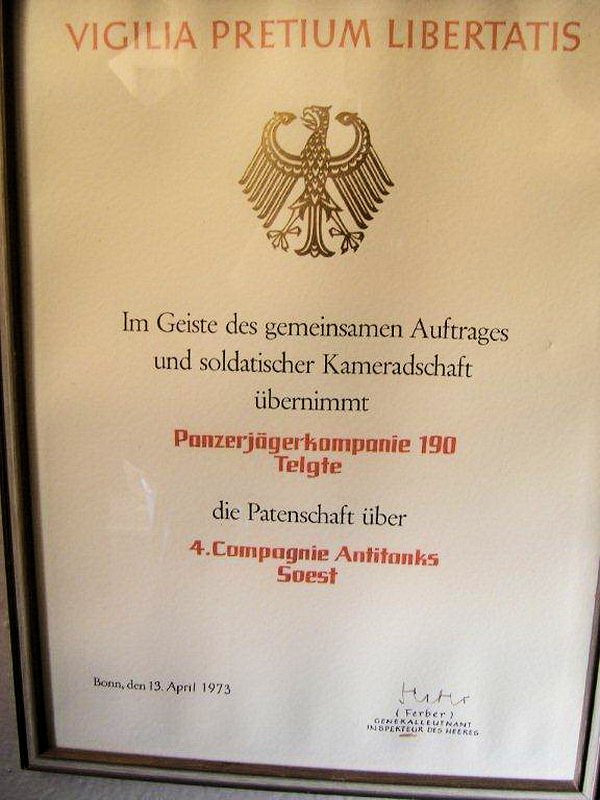 VIGILIA PRETIUM LIBERTATIS
Im Geiste des gemeinsamen Auftrages
und soldatischer Kameradschaft
übernimmt
Panzerjägerkompanie 190
Telgte
die Patenschaft über
4.Compagnie Antitanks
Soest
Bonn, den 13. April 1973
(Ferber)
GENERALLEUTNANT
INSPEKTEUR DES HEERES